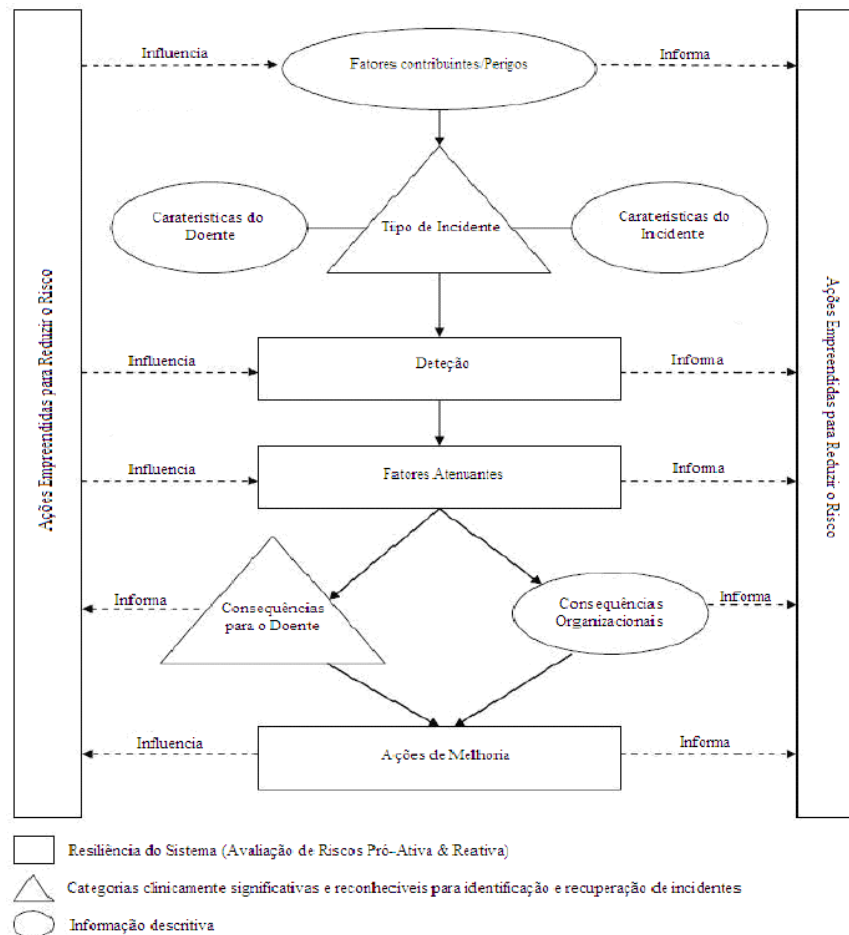 Influencia
Fatores contribuintes/Perigos
Informa
Caraterísticas do
Doente
Tipo de Incidente
Caraterísticas do
Incidente
Ações Empreendidas para Reduzir o Risco
Ações Empreendidas para Reduzir o Risco
Influencia
Deteção
Informa
Influencia
Fatores Atenuantes
Informa
Informa
Consequências
para o Doente
Consequências
Organizacionais
Informa
Influencia
Ações de Melhoria
Informa
Resiliência do Sistema (Avaliação de Riscos Pró-Ativa & Reativa)
Categorias clinicamente significativas e reconhecíveis para identificação e recuperação de incidentes
Informação descritiva